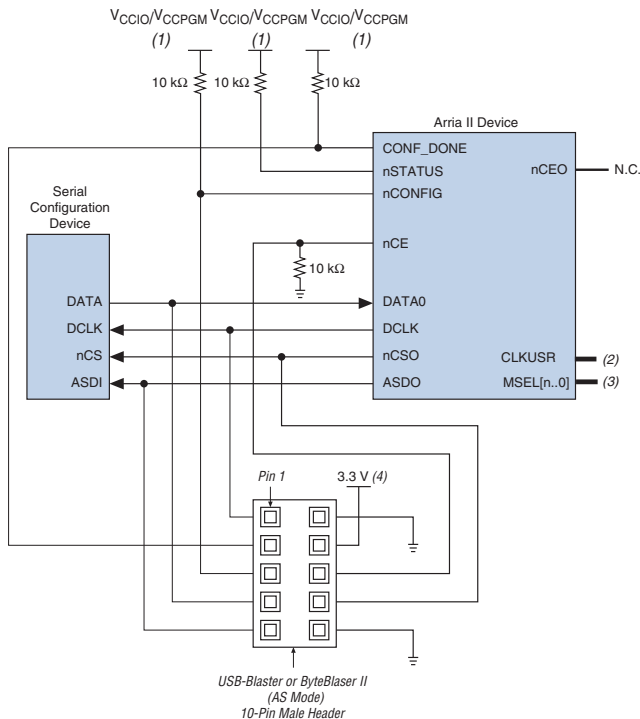 VCCIO/VCCPGM VCCIO/VCCPGM VCCIO/VCCPGM
(1) (1) (1)
10 kΩ 10 kΩ 10 kΩ
Arria II Device
CONF_DONE
nSTATUS
nCONFIG
nCEO N.C.
nCE
10 kΩ
Serial
Configuration
Device
DATA DATA0
DCLK DCLK
nCS nCSO
ASDI ASDO
CLKUSR (2)
MSEL[n..0] (3)
Pin 1 3.3 V (4)
USB-Blaster or ByteBlaser II
(AS Mode)
10-Pin Male Header